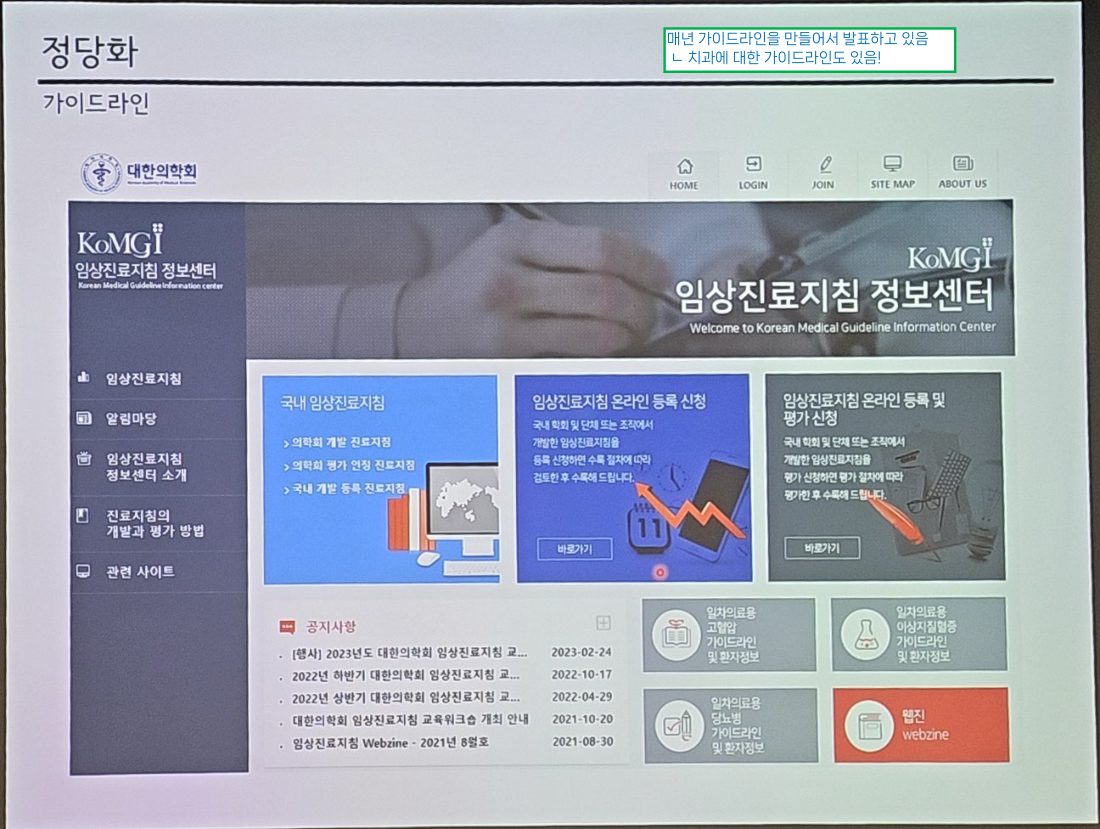 정당화
매년 가이드라인을 만들어서 발표하고 있음
ㄴ 치과에 대한 가이드라인도 있음!
가이드라인
대한의학회
Korean Academy of Medical Sciences
HOME
LOGIN
JOIN
SITE MAP
ABOUT US
KoMGI
임상진료지침 정보센터
Korean Medical Guideline Information center
KoMGI
임상진료지침 정보센터
Welcome to Korean Medical Guideline Information Center
임상진료지침
알림마당
임상진료지침
정보센터 소개
진료지침의
개발과 평가 방법
관련 사이트
국내 임상진료지침
› 의학회 개발 진료지침
› 의학회 평가 인정 진료지침
› 국내 개발 등록 진료지침
임상진료지침 온라인 등록 신청
국내 학회 및 단체 또는 조직에서
개발한 임상진료지침을
등록 신청하면 수록 절차에 따라
검토한 후 수록해 드립니다.
11
바로가기
임상진료지침 온라인 등록 및
평가 신청
국내 학회 및 단체 또는 조직에서
개발한 임상진료지침을
평가 신청하면 평가 절차에 따라
평가한 후 수록해 드립니다.
바로가기
공지사항
. [행사] 2023년도 대한의학회 임상진료지침 교... 2023-02-24
. 2022년 하반기 대한의학회 임상진료지침 교... 2022-10-17
. 2022년 상반기 대한의학회 임상진료지침 교... 2022-04-29
. 대한의학회 임상진료지침 교육워크숍 개최 안내 2021-10-20
. 임상진료지침 Webzine - 2021년 8월호 2021-08-30
일차의료용
고혈압
가이드라인
및 환자정보
일차의료용
이상지질혈증
가이드라인
및 환자정보
일차의료용
당뇨병
가이드라인
및 환자정보
웹진
webzine